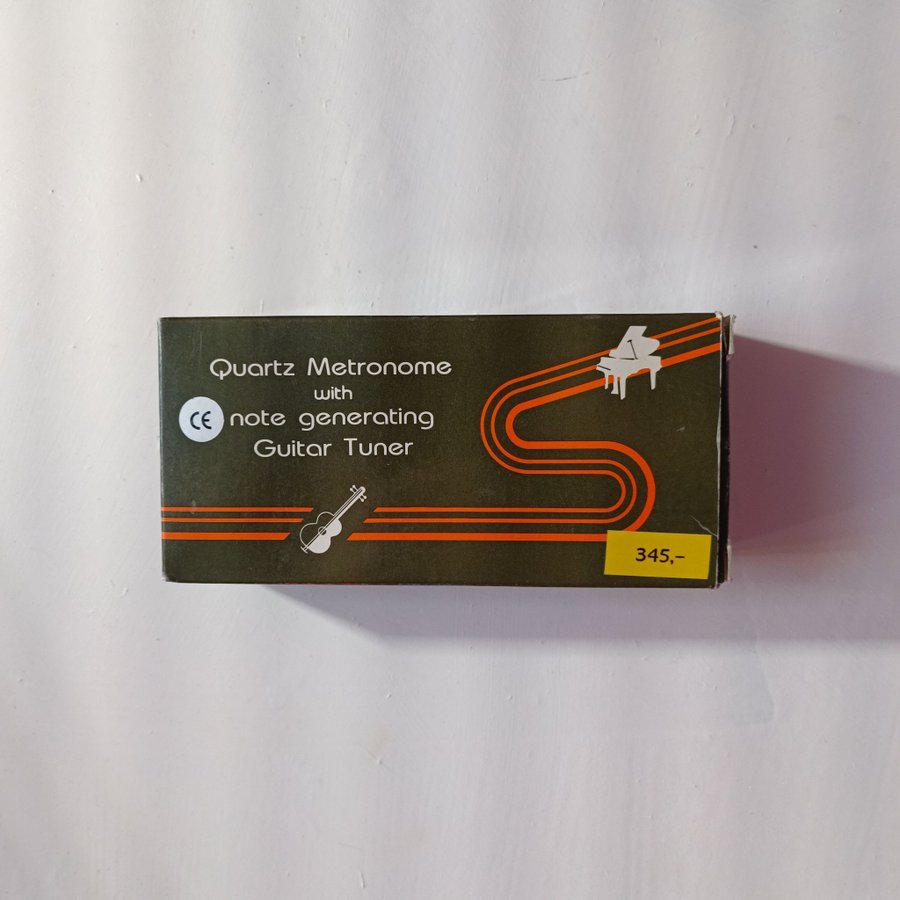 Quartz Metronome
with
CE note generating
Guitar Tuner
345,-